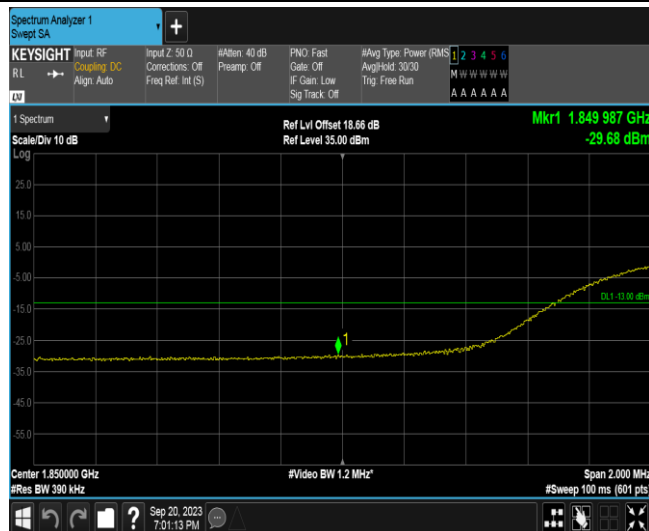 Spectrum Analyzer 1
Swept SA
+
KEYSIGHT
RL
LXI
Input: RF
Coupling: DC
Align: Auto
Input Z: 50 Ω
Corrections: Off
Freq Ref: Int (S)
#Atten: 40 dB
Preamp: Off
PNO: Fast
Gate: Off
IF Gain: Low
Sig Track: Off
#Avg Type: Power (RMS
Avg|Hold: 30/30
Trig: Free Run
1 2 3 4 5 6
M W W W W W
A A A A A A
1 Spectrum
Scale/Div 10 dB
Ref Lvl Offset 18.66 dB
Ref Level 35.00 dBm
Mkr1 1.849 987 GHz
-29.68 dBm
Log
25.0
15.0
5.00
-5.00
-15.0
-25.0
-35.0
-45.0
-55.0
1
DL1 -13.00 dBm
Center 1.850000 GHz
#Res BW 390 kHz
#Video BW 1.2 MHz*
Span 2.000 MHz
#Sweep 100 ms (601 pts)
?
Sep 20, 2023
7:01:13 PM